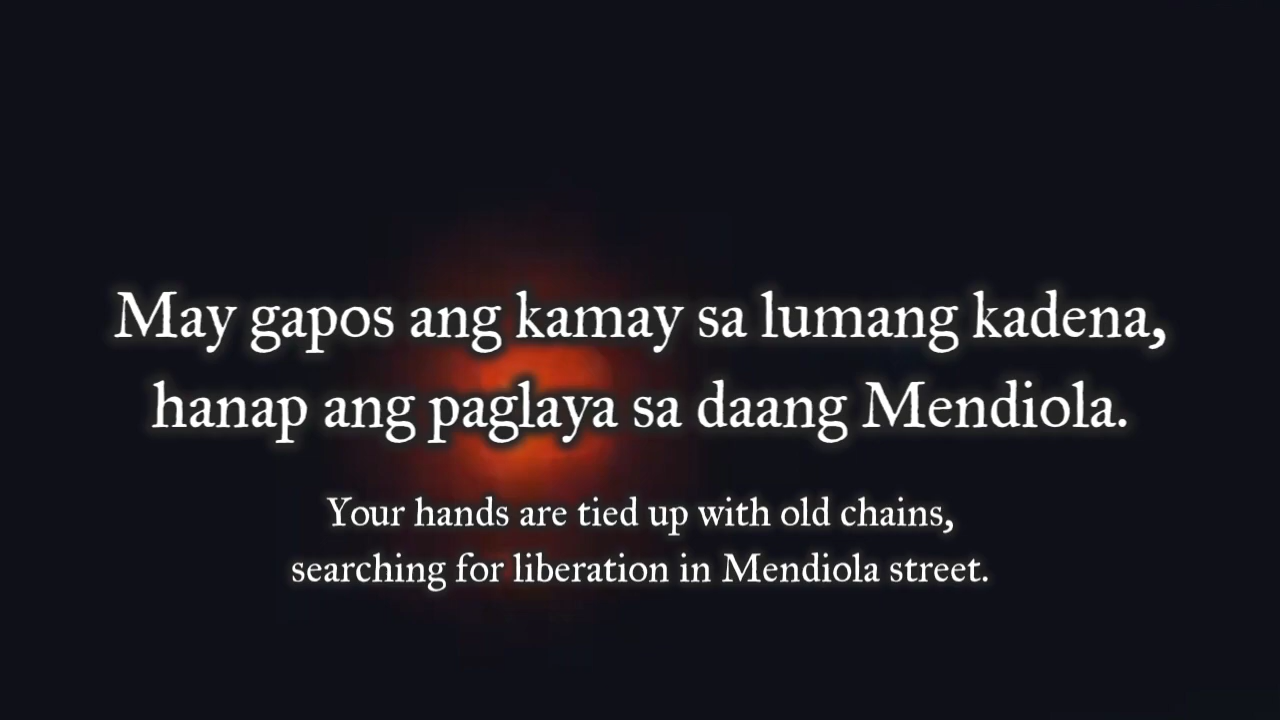 May gapos ang kamay sa lumang kadena,
hanap ang paglaya sa daang Mendiola.
Your hands are tied up with old chains,
searching for liberation in Mendiola street.